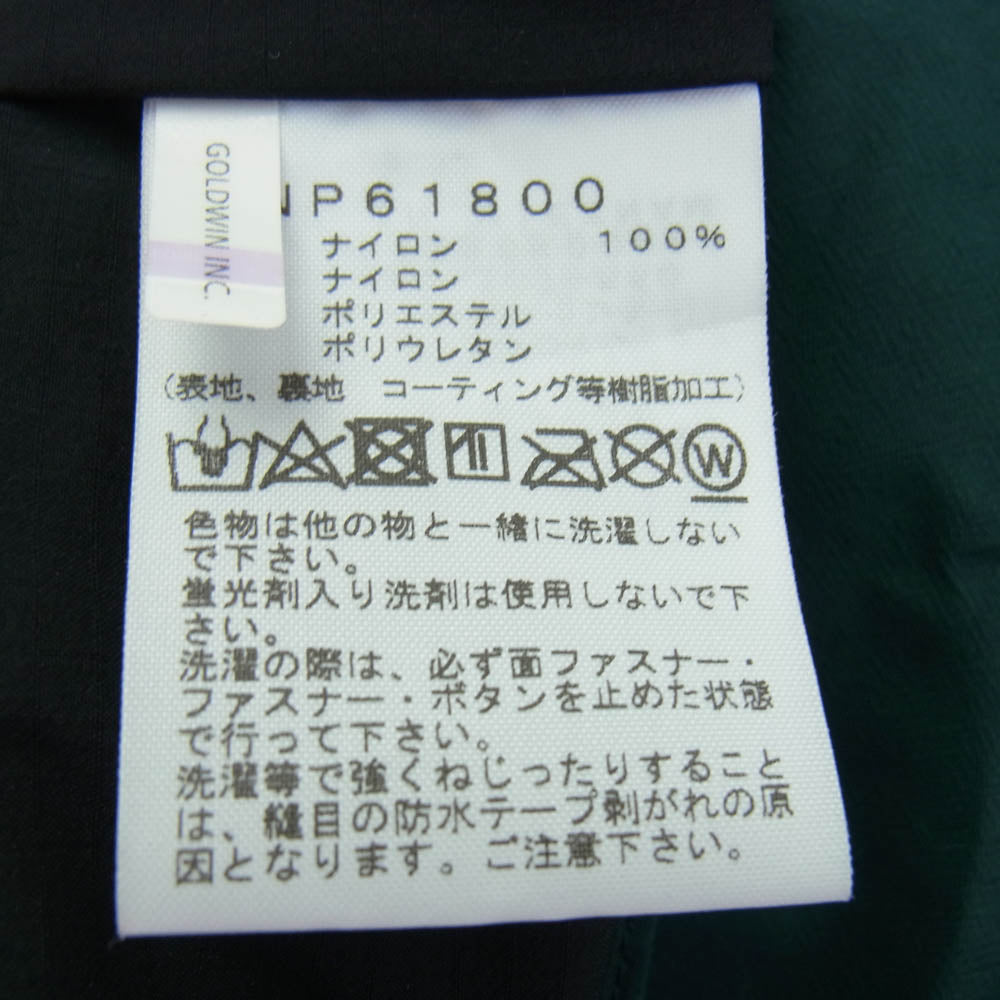 GOLDWIN INC.
NP61800
ナイロン 100%
ナイロン
ポリエステル
ポリウレタン
(表地、裏地 コーティング等樹脂加工)
W
色物は他の物と一緒に洗濯しない
で下さい。
蛍光剤入り洗剤は使用しないで下
さい。
洗濯の際は、必ず面ファスナー・
ファスナー・ボタンを止めた状態
で行って下さい。
洗濯等で強くねじったりすること
は、縫目の防水テープ剥がれの原
因となります。ご注意下さい。